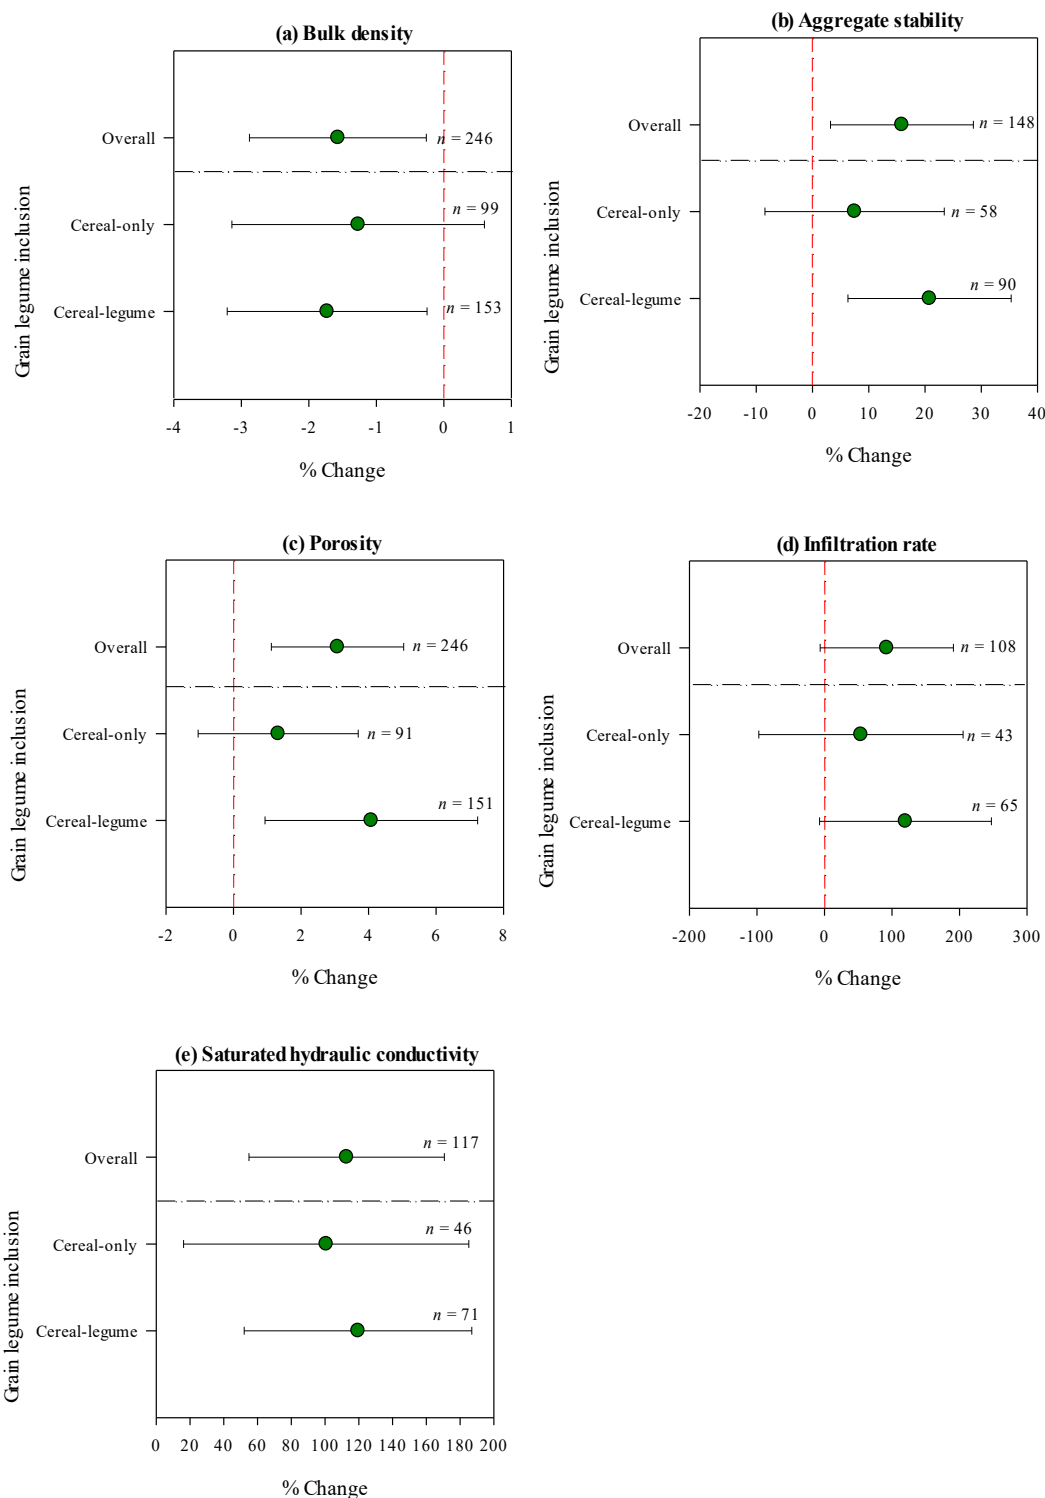 (a) Bulk density
Overall
n = 246
Cereal-only
n = 99
Cereal-legume
n = 153
Grain legume inclusion
-4 -3 -2 -1 0 1
% Change
(b) Aggregate stability
Overall
n = 148
Cereal-only
n = 58
Cereal-legume
n = 90
Grain legume inclusion
-20 -10 0 10 20 30 40
% Change
(c) Porosity
Overall
n = 246
Cereal-only
n = 91
Cereal-legume
n = 151
Grain legume inclusion
-2 0 2 4 6 8
% Change
(d) Infiltration rate
Overall
n = 108
Cereal-only
n = 43
Cereal-legume
n = 65
Grain legume inclusion
-200 -100 0 100 200 300
% Change
(e) Saturated hydraulic conductivity
Overall
n = 117
Cereal-only
n = 46
Cereal-legume
n = 71
Grain legume inclusion
0 20 40 60 80 100 120 140 160 180 200
% Change